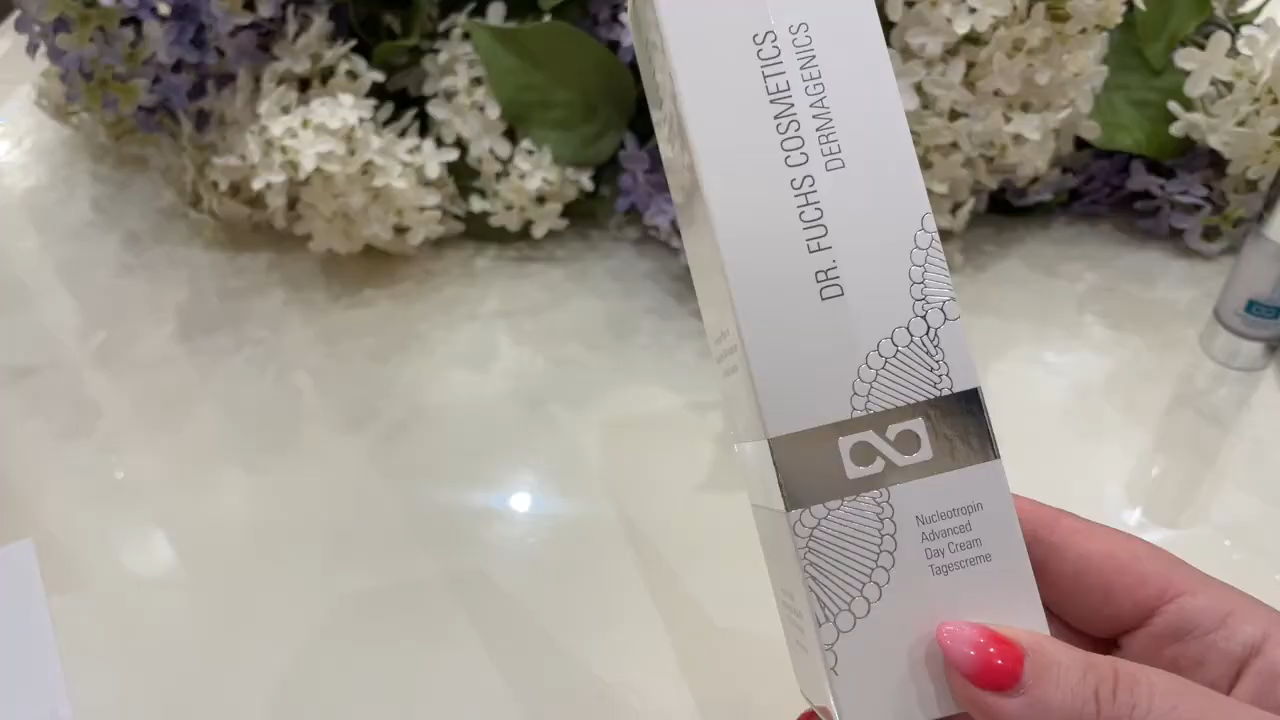 DR. FUCHS COSMETICS
DERMAGENICS
Nucleotropin
Advanced
Day Cream
Tagescreme